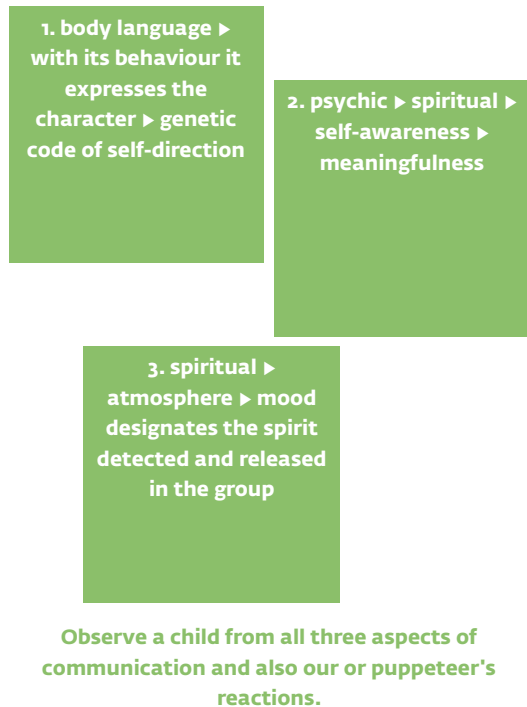 1. body language ▸
with its behaviour it
expresses the
character ▸ genetic
code of self-direction
2. psychic ▸ spiritual ▸
self-awareness ▸
meaningfulness
3. spiritual ▸
atmosphere ▸ mood
designates the spirit
detected and released
in the group
Observe a child from all three aspects of
communication and also our or puppeteer's
reactions.